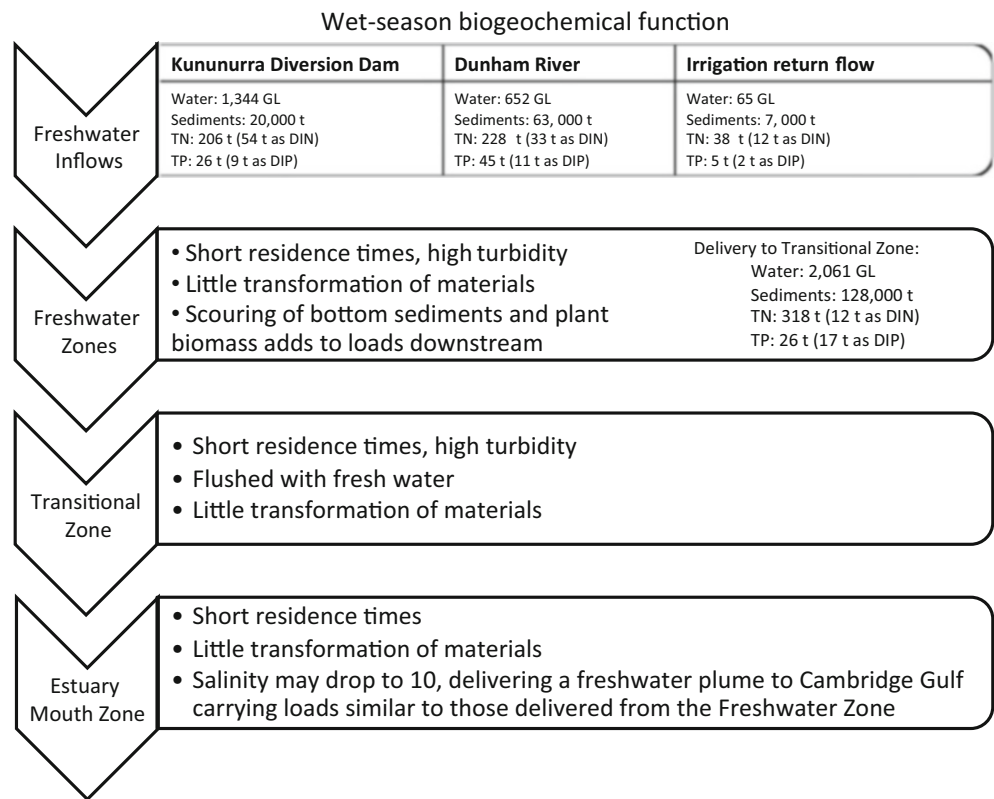 Wet-season biogeochemical function
Freshwater
Inflows
Kununurra Diversion Dam
Water: 1,344 GL
Sediments: 20,000 t
TN: 206 t (54 t as DIN)
TP: 26 t (9 t as DIP)
Dunham River
Water: 652 GL
Sediments: 63, 000 t
TN: 228 t (33 t as DIN)
TP: 45 t (11 t as DIP)
Irrigation return flow
Water: 65 GL
Sediments: 7, 000 t
TN: 38 t (12 t as DIN)
TP: 5 t (2 t as DIP)
Freshwater
Zones
• Short residence times, high turbidity
• Little transformation of materials
• Scouring of bottom sediments and plant
biomass adds to loads downstream
Delivery to Transitional Zone:
Water: 2,061 GL
Sediments: 128,000 t
TN: 318 t (12 t as DIN)
TP: 26 t (17 t as DIP)
Transitional
Zone
• Short residence times, high turbidity
• Flushed with fresh water
• Little transformation of materials
Estuary
Mouth Zone
• Short residence times
• Little transformation of materials
• Salinity may drop to 10, delivering a freshwater plume to Cambridge Gulf
carrying loads similar to those delivered from the Freshwater Zone